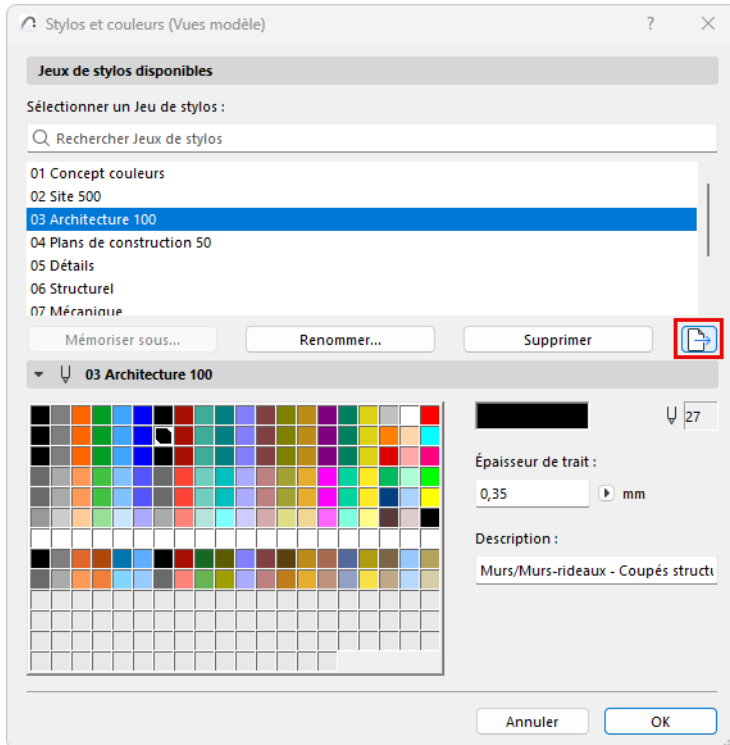 Stylos et couleurs (Vues modèle)
?
Jeux de stylos disponibles
Sélectionner un Jeu de stylos :
Rechercher Jeux de stylos
01 Concept couleurs
02 Site 500
03 Architecture 100
04 Plans de construction 50
05 Détails
06 Structurel
07 Mécanique
Mémoriser sous... Renommer... Supprimer
03 Architecture 100
27
Épaisseur de trait :
0,35 mm
Description :
Murs/Murs-rideaux - Coupés structu
Annuler OK